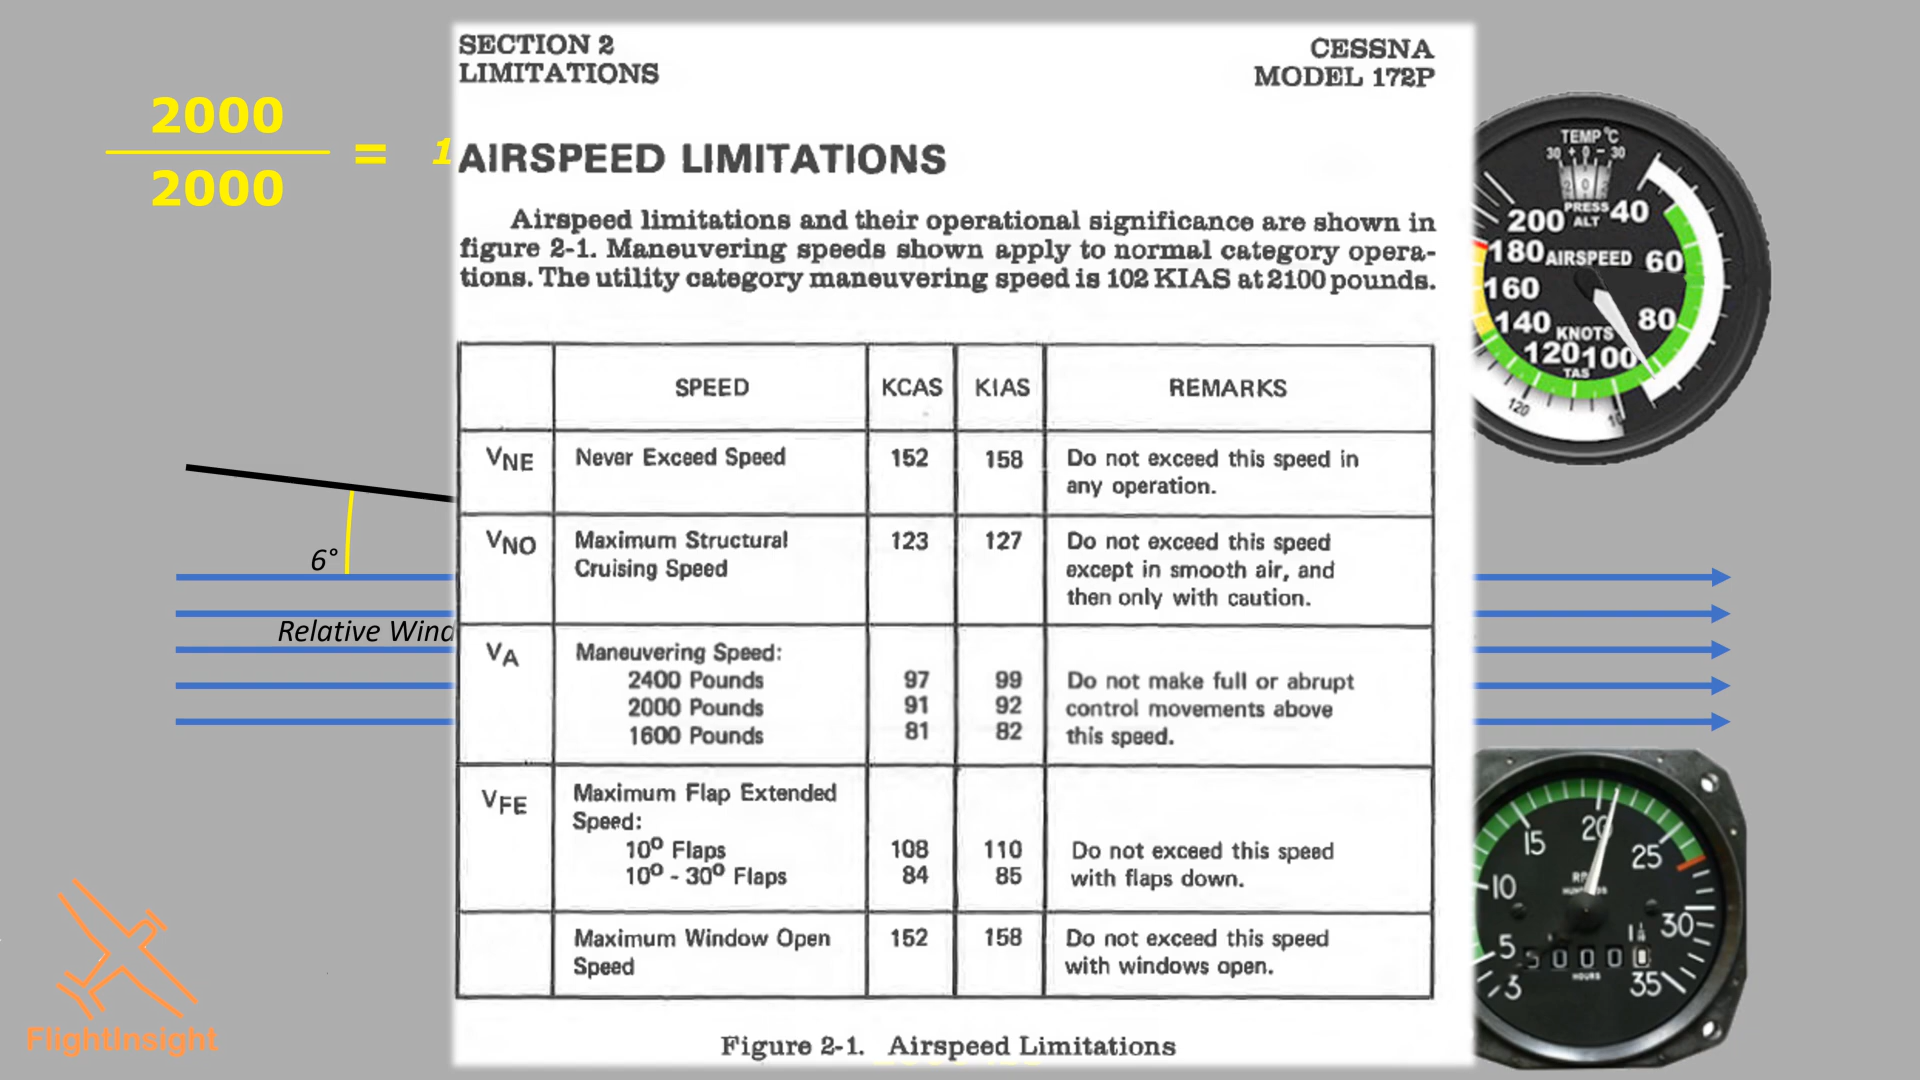 SECTION 2
LIMITATIONS
CESSNA
MODEL 172P
2000
2000
= 1
AIRSPEED LIMITATIONS
Airspeed limitations and their operational significance are shown in
figure 2-1. Maneuvering speeds shown apply to normal category opera-
tions. The utility category maneuvering speed is 102 KIAS at 2100 pounds.
SPEED KCAS KIAS REMARKS
VNE Never Exceed Speed 152 158 Do not exceed this speed in
any operation.
VNO Maximum Structural 123 127 Do not exceed this speed
Cruising Speed except in smooth air, and
then only with caution.
VA Maneuvering Speed:
2400 Pounds 97 99 Do not make full or abrupt
2000 Pounds 91 92 control movements above
1600 Pounds 81 82 this speed.
VFE Maximum Flap Extended
Speed:
10° Flaps 108 110 Do not exceed this speed
10° - 30° Flaps 84 85 with flaps down.
Maximum Window Open 152 158 Do not exceed this speed
Speed with windows open.
Figure 2-1. Airspeed Limitations
6°
Relative Wind
TEMP °C
30 + 0 - 30
PRESS
ALT
200 40
180 AIRSPEED 60
160
140 KNOTS 80
120 100
TAS
120
15 20 25
10 30
5
HOURS
3 35
FlightInsight